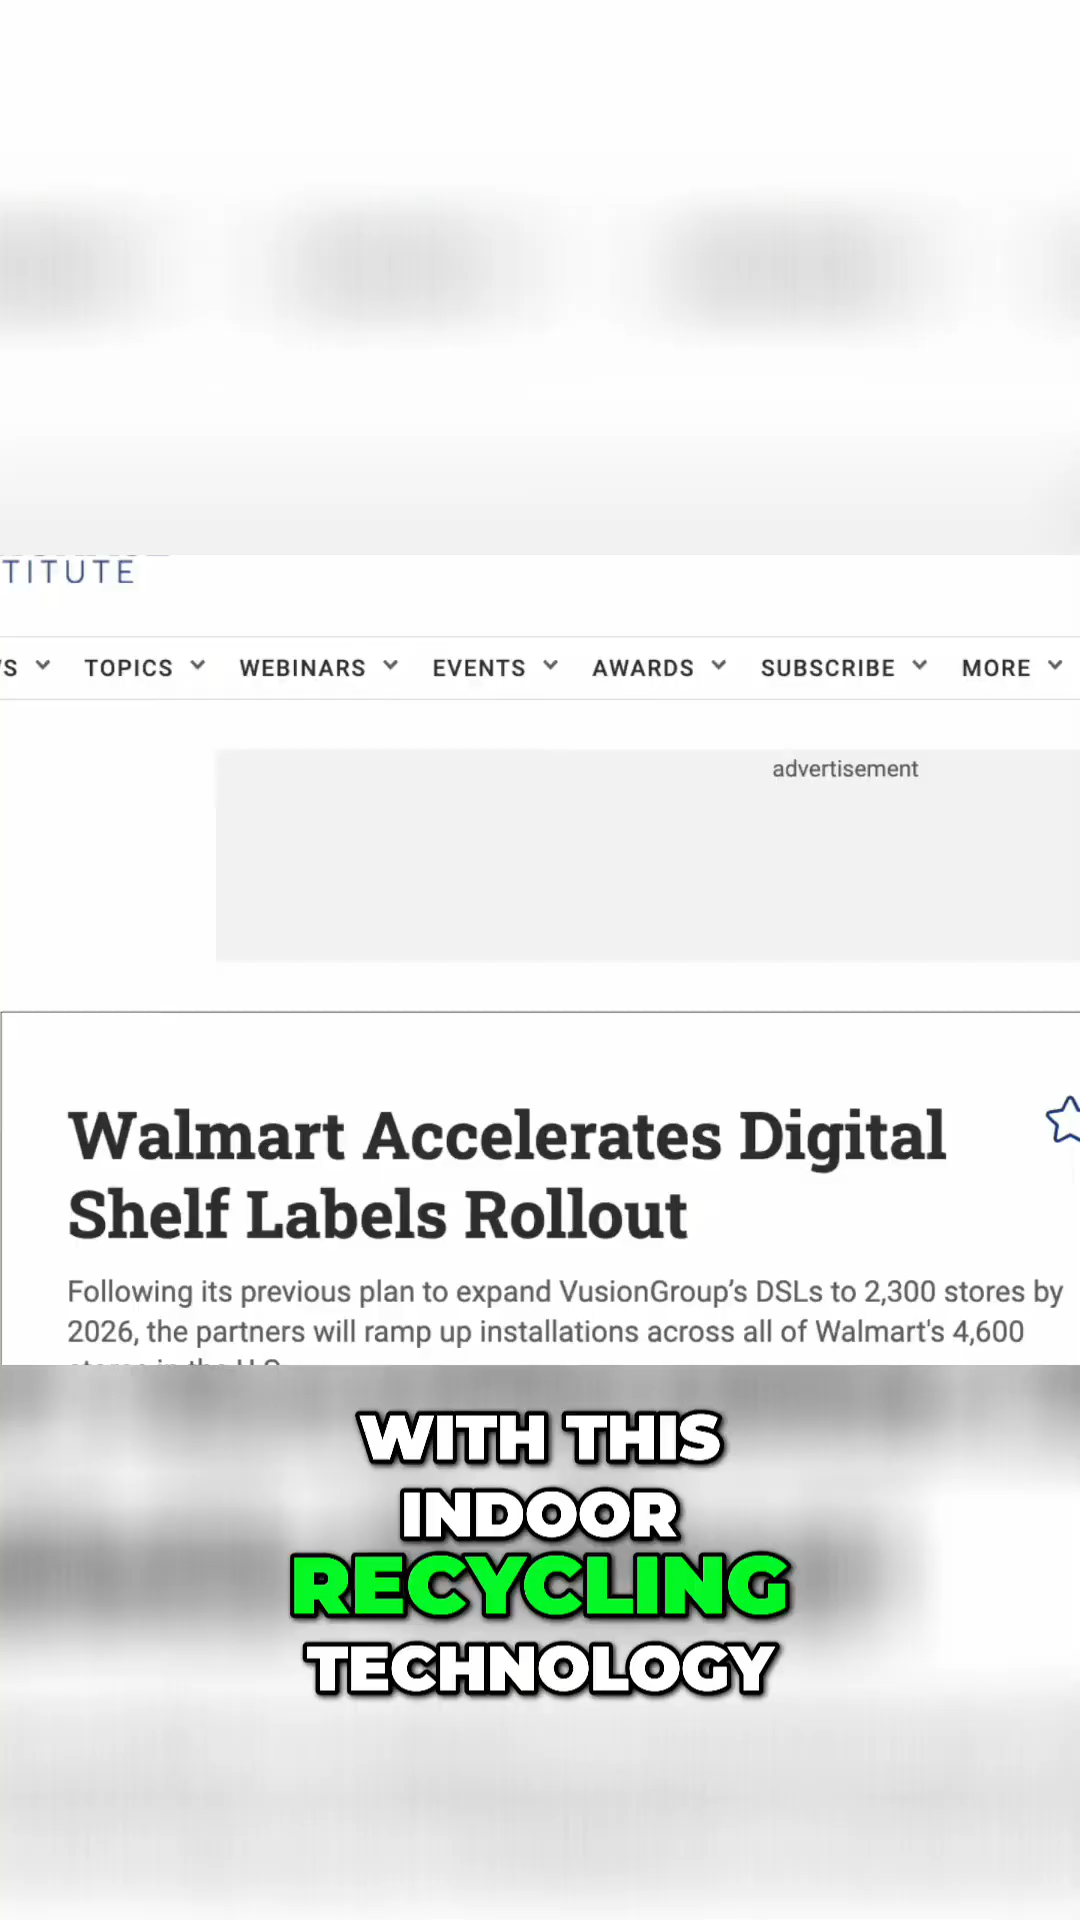 TITUTE
TOPICS WEBINARS EVENTS AWARDS SUBSCRIBE MORE
advertisement
Walmart Accelerates Digital
Shelf Labels Rollout
Following its previous plan to expand VusionGroup's DSLs to 2,300 stores by
2026, the partners will ramp up installations across all of Walmart's 4,600
WITH THIS
INDOOR
RECYCLING
TECHNOLOGY